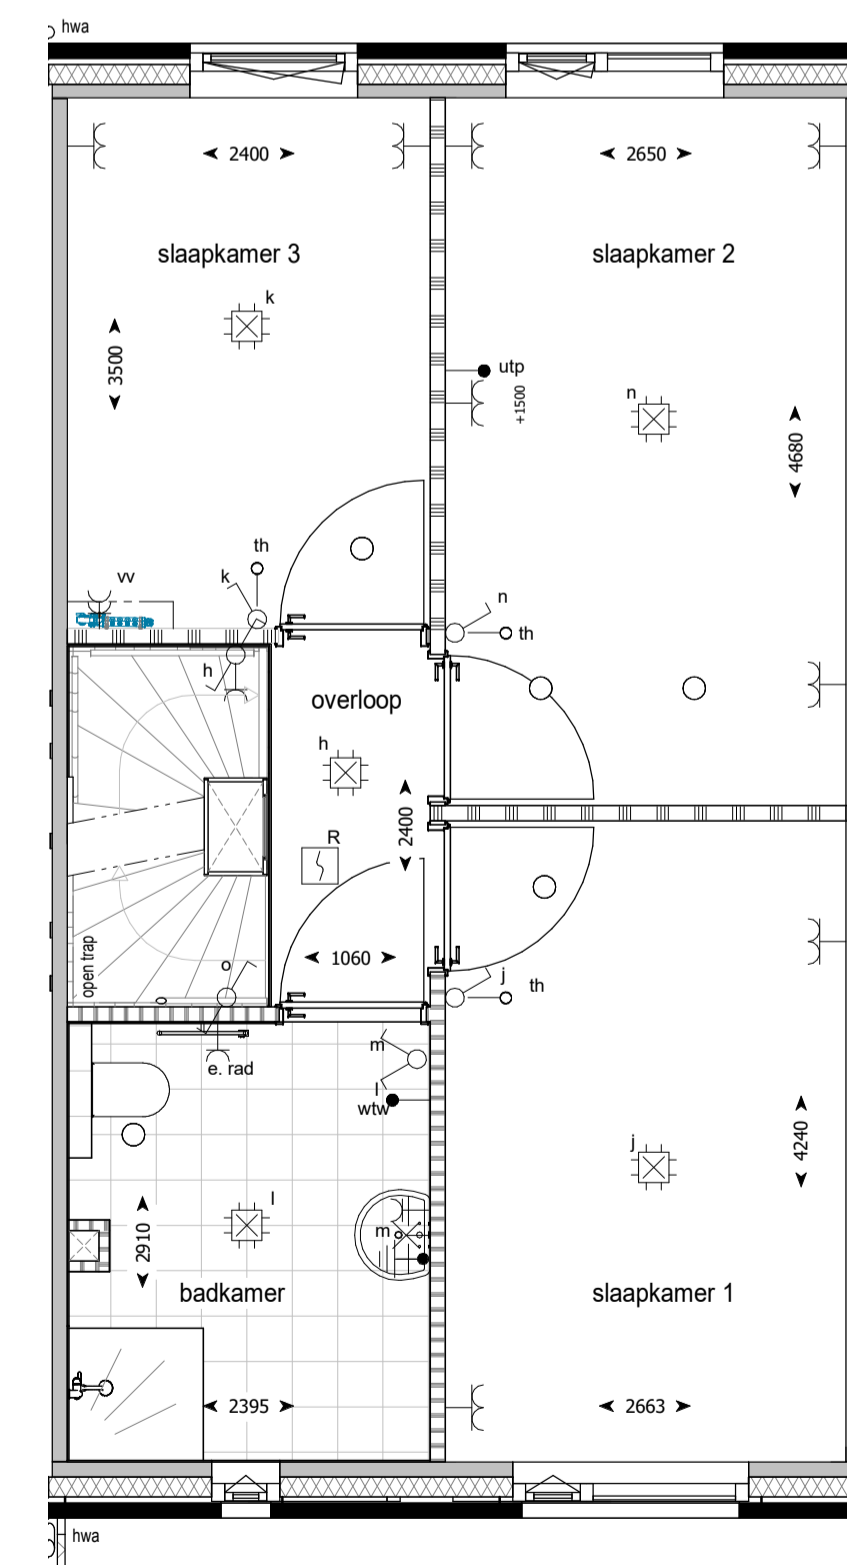 hwa
2400
2650
slaapkamer 3
slaapkamer 2
k
3500
utp
+1500
n
4680
th
k
vv
n
th
h
overloop
h
2400
R
1060
open trap
o
j
th
m
e. rad
l
wtw
j
4240
l
m
2910
badkamer
slaapkamer 1
2395
2663
hwa